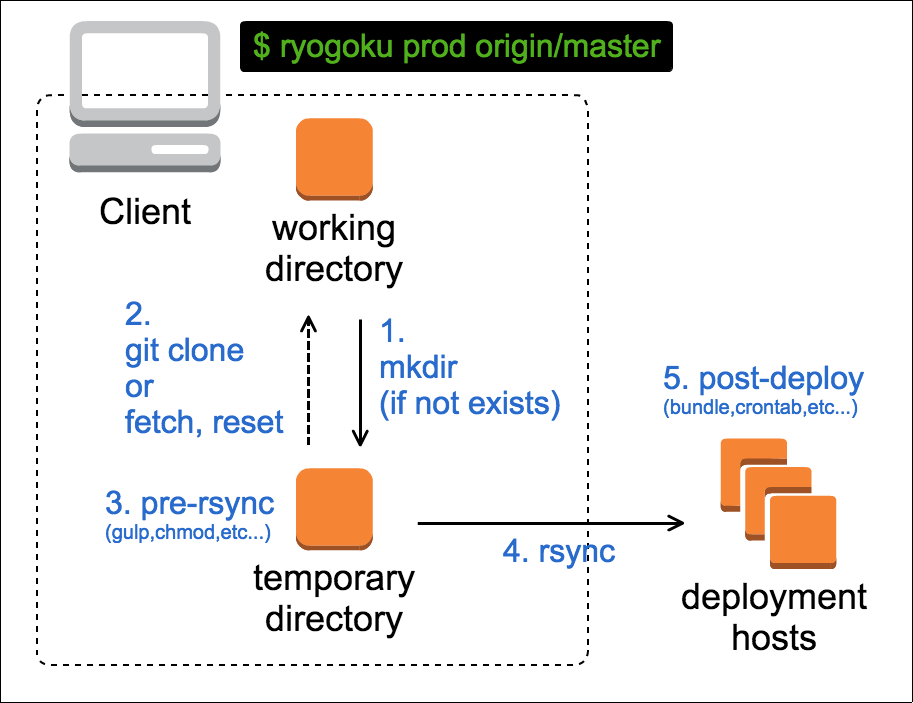 $ ryogoku prod origin/master
Client
working
directory
2.
git clone
or
fetch, reset
1.
mkdir
(if not exists)
3. pre-rsync
(gulp,chmod,etc...)
temporary
directory
4. rsync
5. post-deploy
(bundle,crontab,etc...)
deployment
hosts